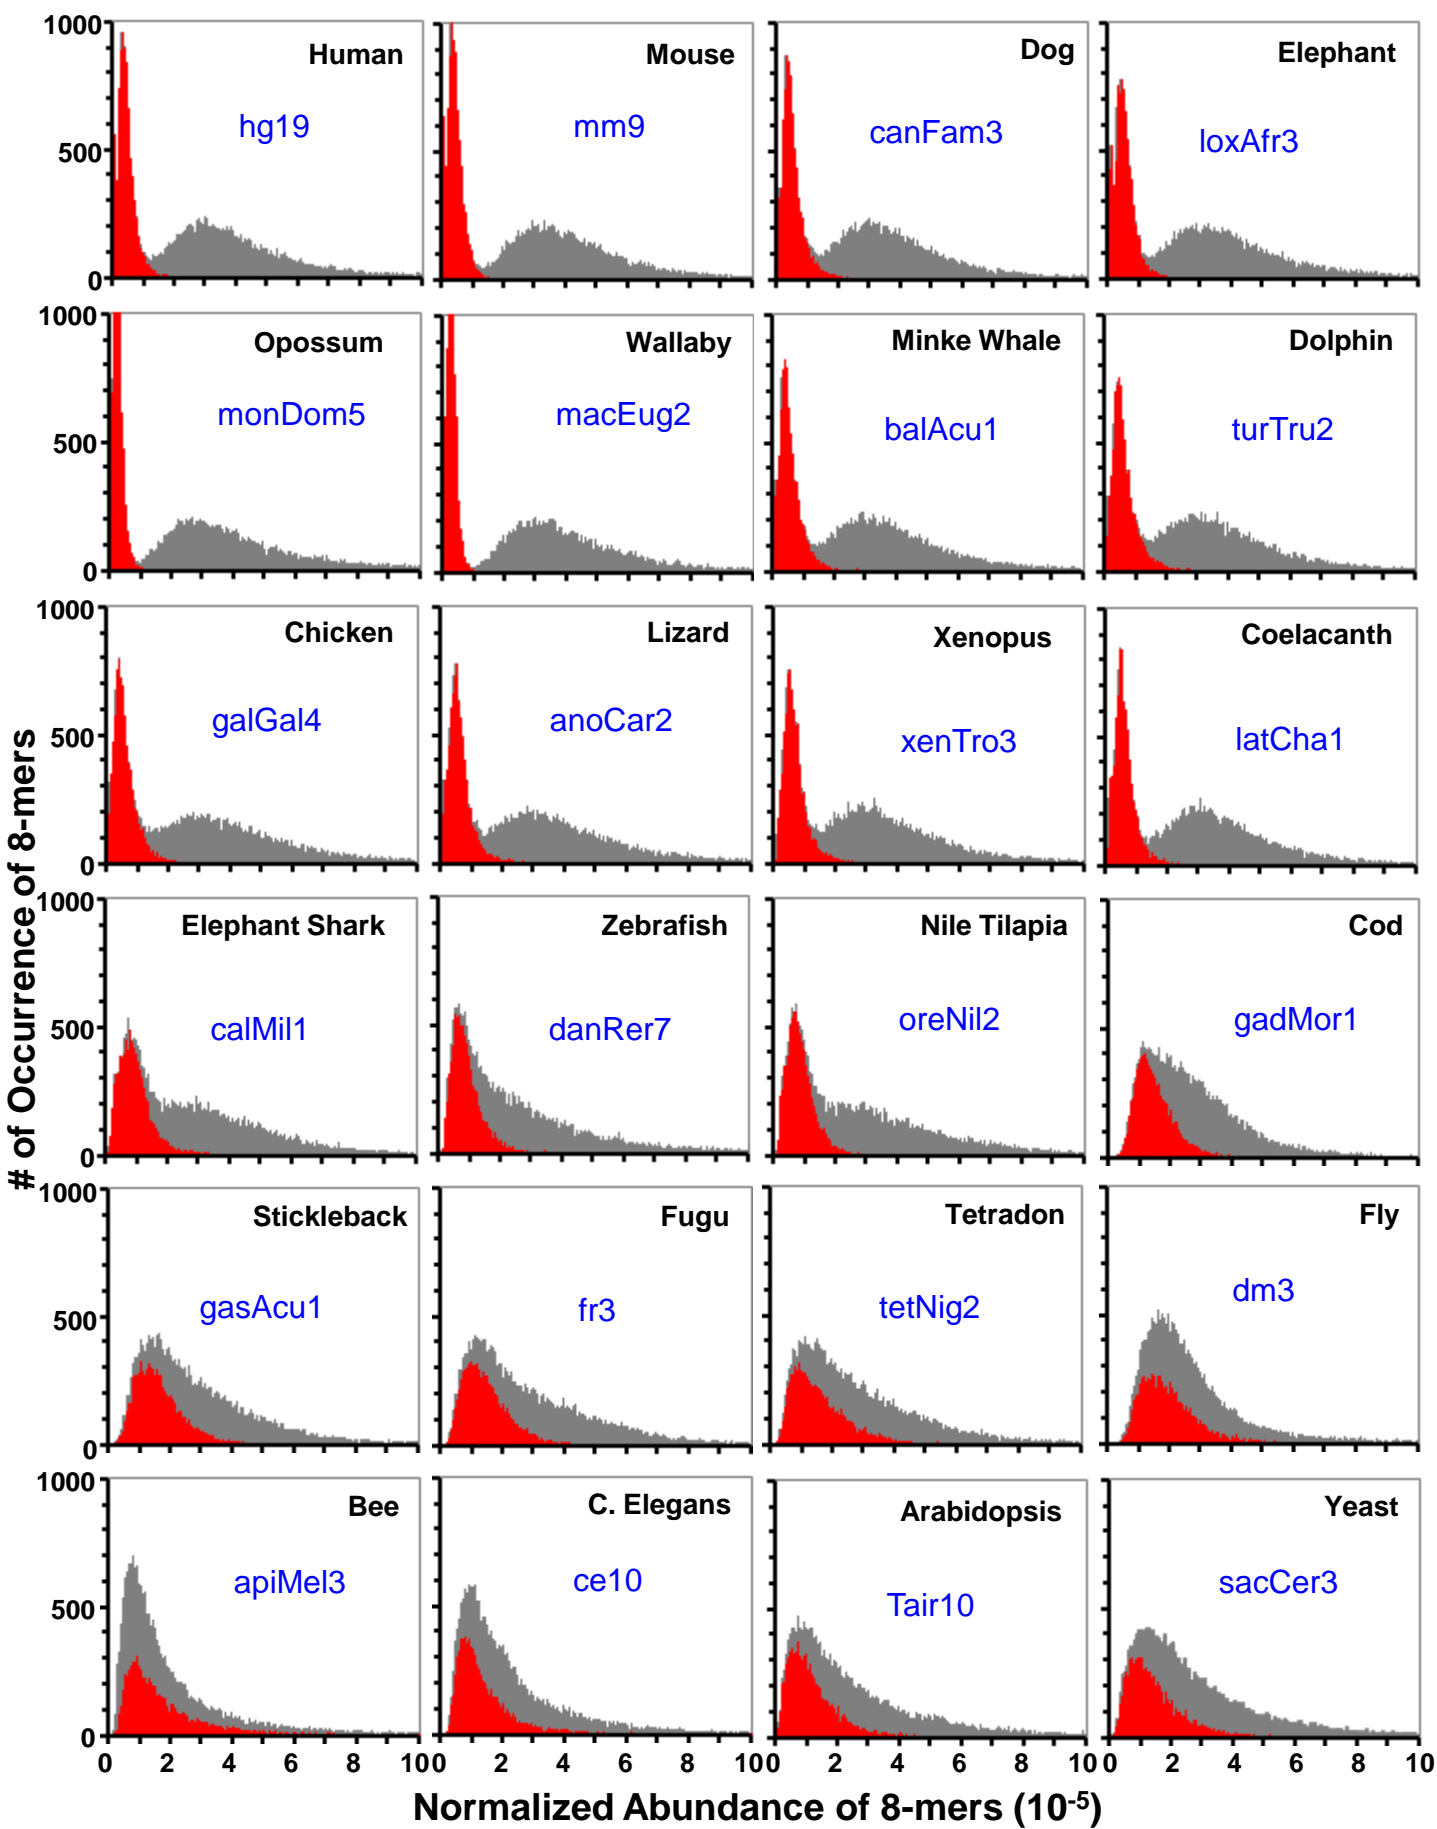 1000
Human
Mouse
Dog
Elephant
hg19
mm9
canFam3
loxAfr3
500
0
1000
Opossum
Wallaby
Minke Whale
Dolphin
monDom5
macEug2
balAcu1
turTru2
500
0
1000
Chicken
Lizard
Xenopus
Coelacanth
galGal4
anoCar2
xenTro3
latCha1
500
0
# of Occurrence of 8-mers
1000
Elephant Shark
Zebrafish
Nile Tilapia
Cod
calMil1
danRer7
oreNil2
gadMor1
500
0
1000
Stickleback
Fugu
Tetradon
Fly
gasAcu1
fr3
tetNig2
dm3
500
0
1000
Bee
C. Elegans
Arabidopsis
Yeast
apiMel3
ce10
Tair10
sacCer3
500
0
0 2 4 6 8 10
0 2 4 6 8 10
0 2 4 6 8 10
0 2 4 6 8 10
Normalized Abundance of 8-mers (10-5)